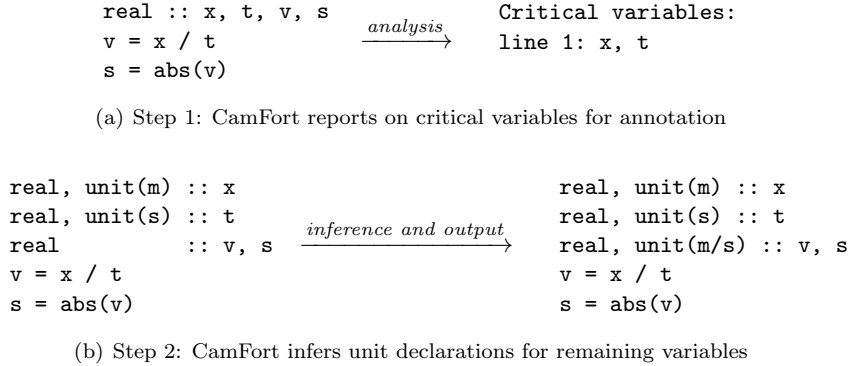 real :: x, t, v, s
v = x / t
s = abs(v)
analysis
Critical variables:
line 1: x, t
(a) Step 1: CamFort reports on critical variables for annotation
real, unit(m) :: x
real, unit(s) :: t
real          :: v, s
v = x / t
s = abs(v)
inference and output
real, unit(m) :: x
real, unit(s) :: t
real, unit(m/s) :: v, s
v = x / t
s = abs(v)
(b) Step 2: CamFort infers unit declarations for remaining variables